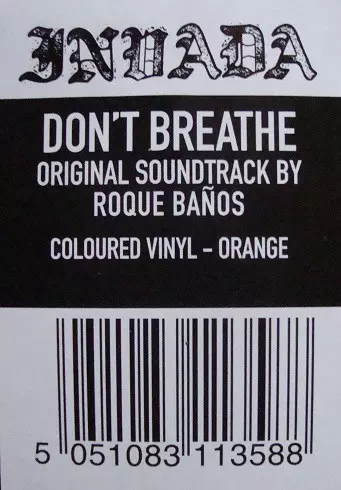 INVADA
DON'T BREATHE
ORIGINAL SOUNDTRACK BY
ROQUE BAÑOS
COLOURED VINYL – ORANGE
5 051083 113588